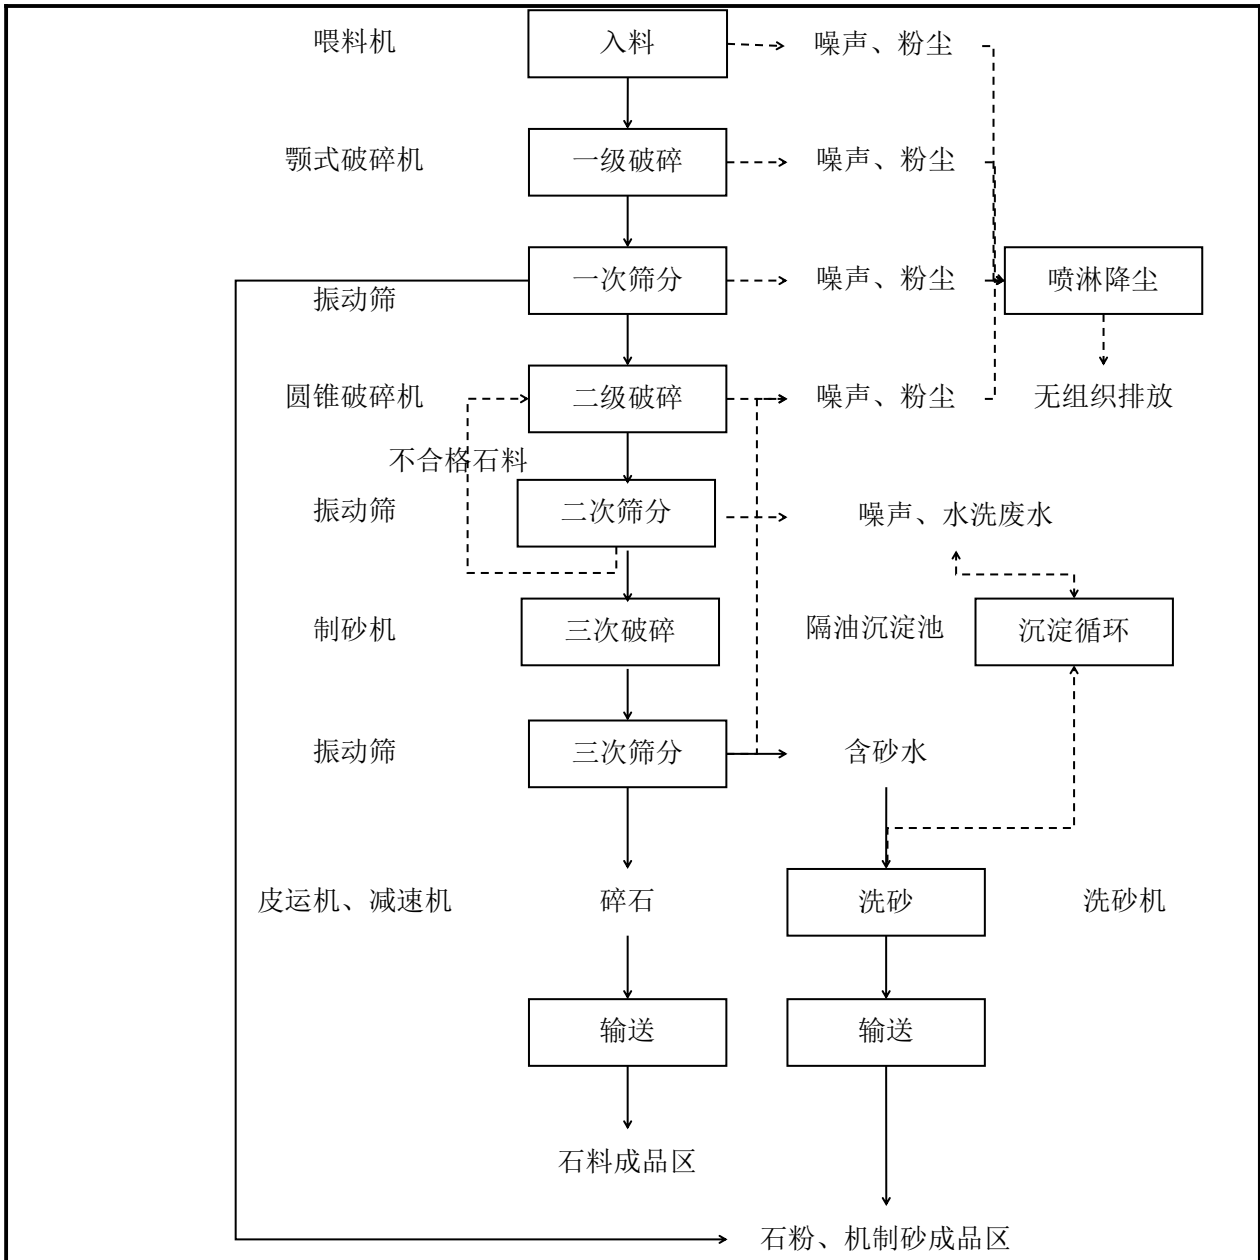 喂料机
入料
噪声、粉尘
颚式破碎机
一级破碎
噪声、粉尘
振动筛
一次筛分
噪声、粉尘
喷淋降尘
圆锥破碎机
二级破碎
噪声、粉尘
无组织排放
不合格石料
振动筛
二次筛分
噪声、水洗废水
制砂机
三次破碎
隔油沉淀池
沉淀循环
振动筛
三次筛分
含砂水
皮运机、减速机
碎石
洗砂
洗砂机
输送
输送
石料成品区
石粉、机制砂成品区